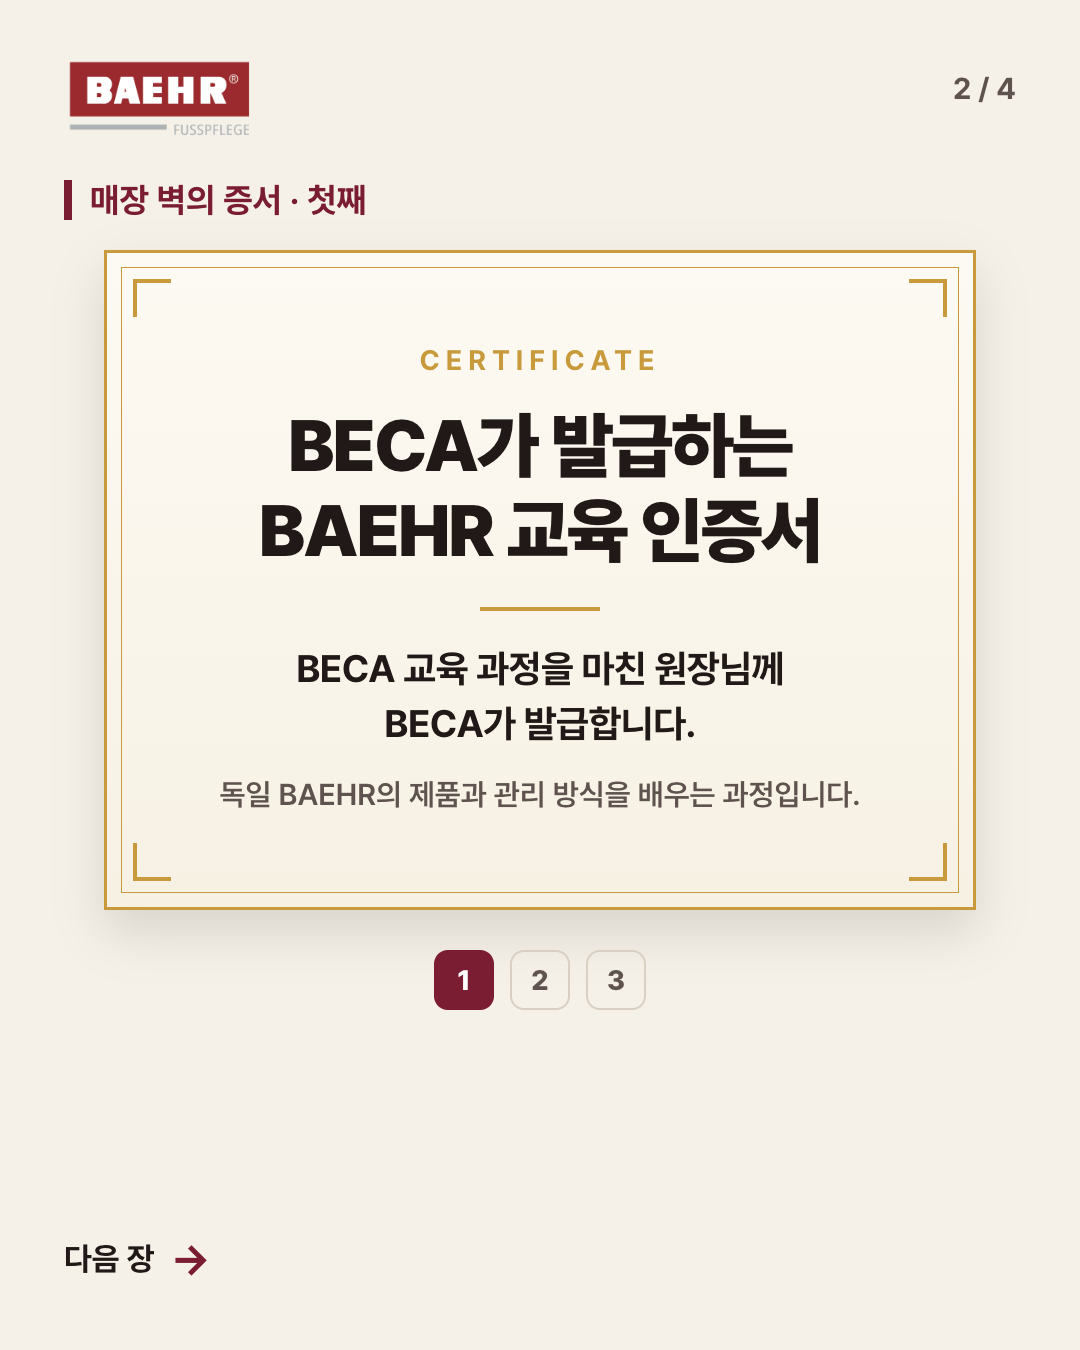 BAEHR®
FUSSPFLEGE
2 / 4
매장 벽의 증서 · 첫째
CERTIFICATE
BECA가 발급하는
BAEHR 교육 인증서
BECA 교육 과정을 마친 원장님께
BECA가 발급합니다.
독일 BAEHR의 제품과 관리 방식을 배우는 과정입니다.
1 2 3
다음 장 →